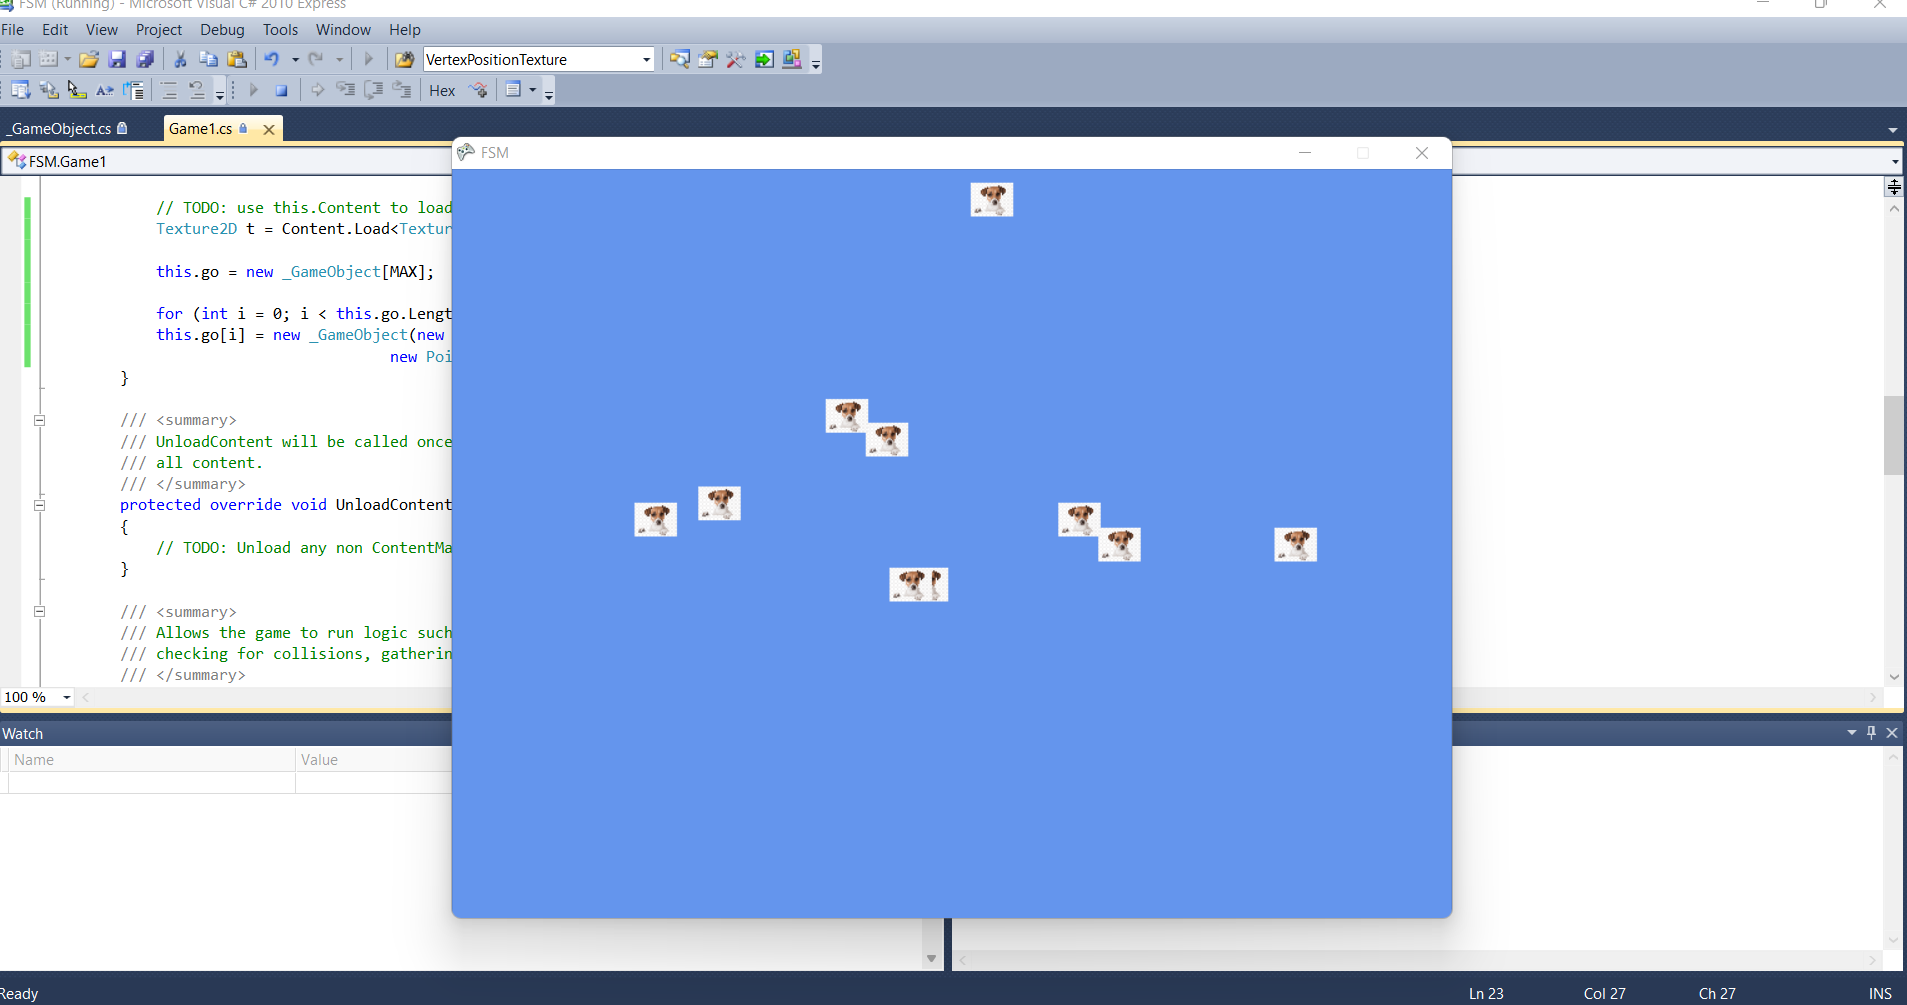 FSM (Running) - Microsoft Visual C# 2010 Express
File Edit View Project Debug Tools Window Help
VertexPositionTexture
Hex
_GameObject.cs Game1.cs
FSM.Game1
FSM
// TODO: use this.Content to load
Texture2D t = Content.Load<Textur
this.go = new _GameObject[MAX];
for (int i = 0; i < this.go.Lengt
this.go[i] = new _GameObject(new
new Poi
}
/// <summary>
/// UnloadContent will be called once
/// all content.
/// </summary>
protected override void UnloadContent
{
// TODO: Unload any non ContentMa
}
/// <summary>
/// Allows the game to run logic such
/// checking for collisions, gatherin
/// </summary>
100 %
Watch
Name Value
Ready Ln 23 Col 27 Ch 27 INS